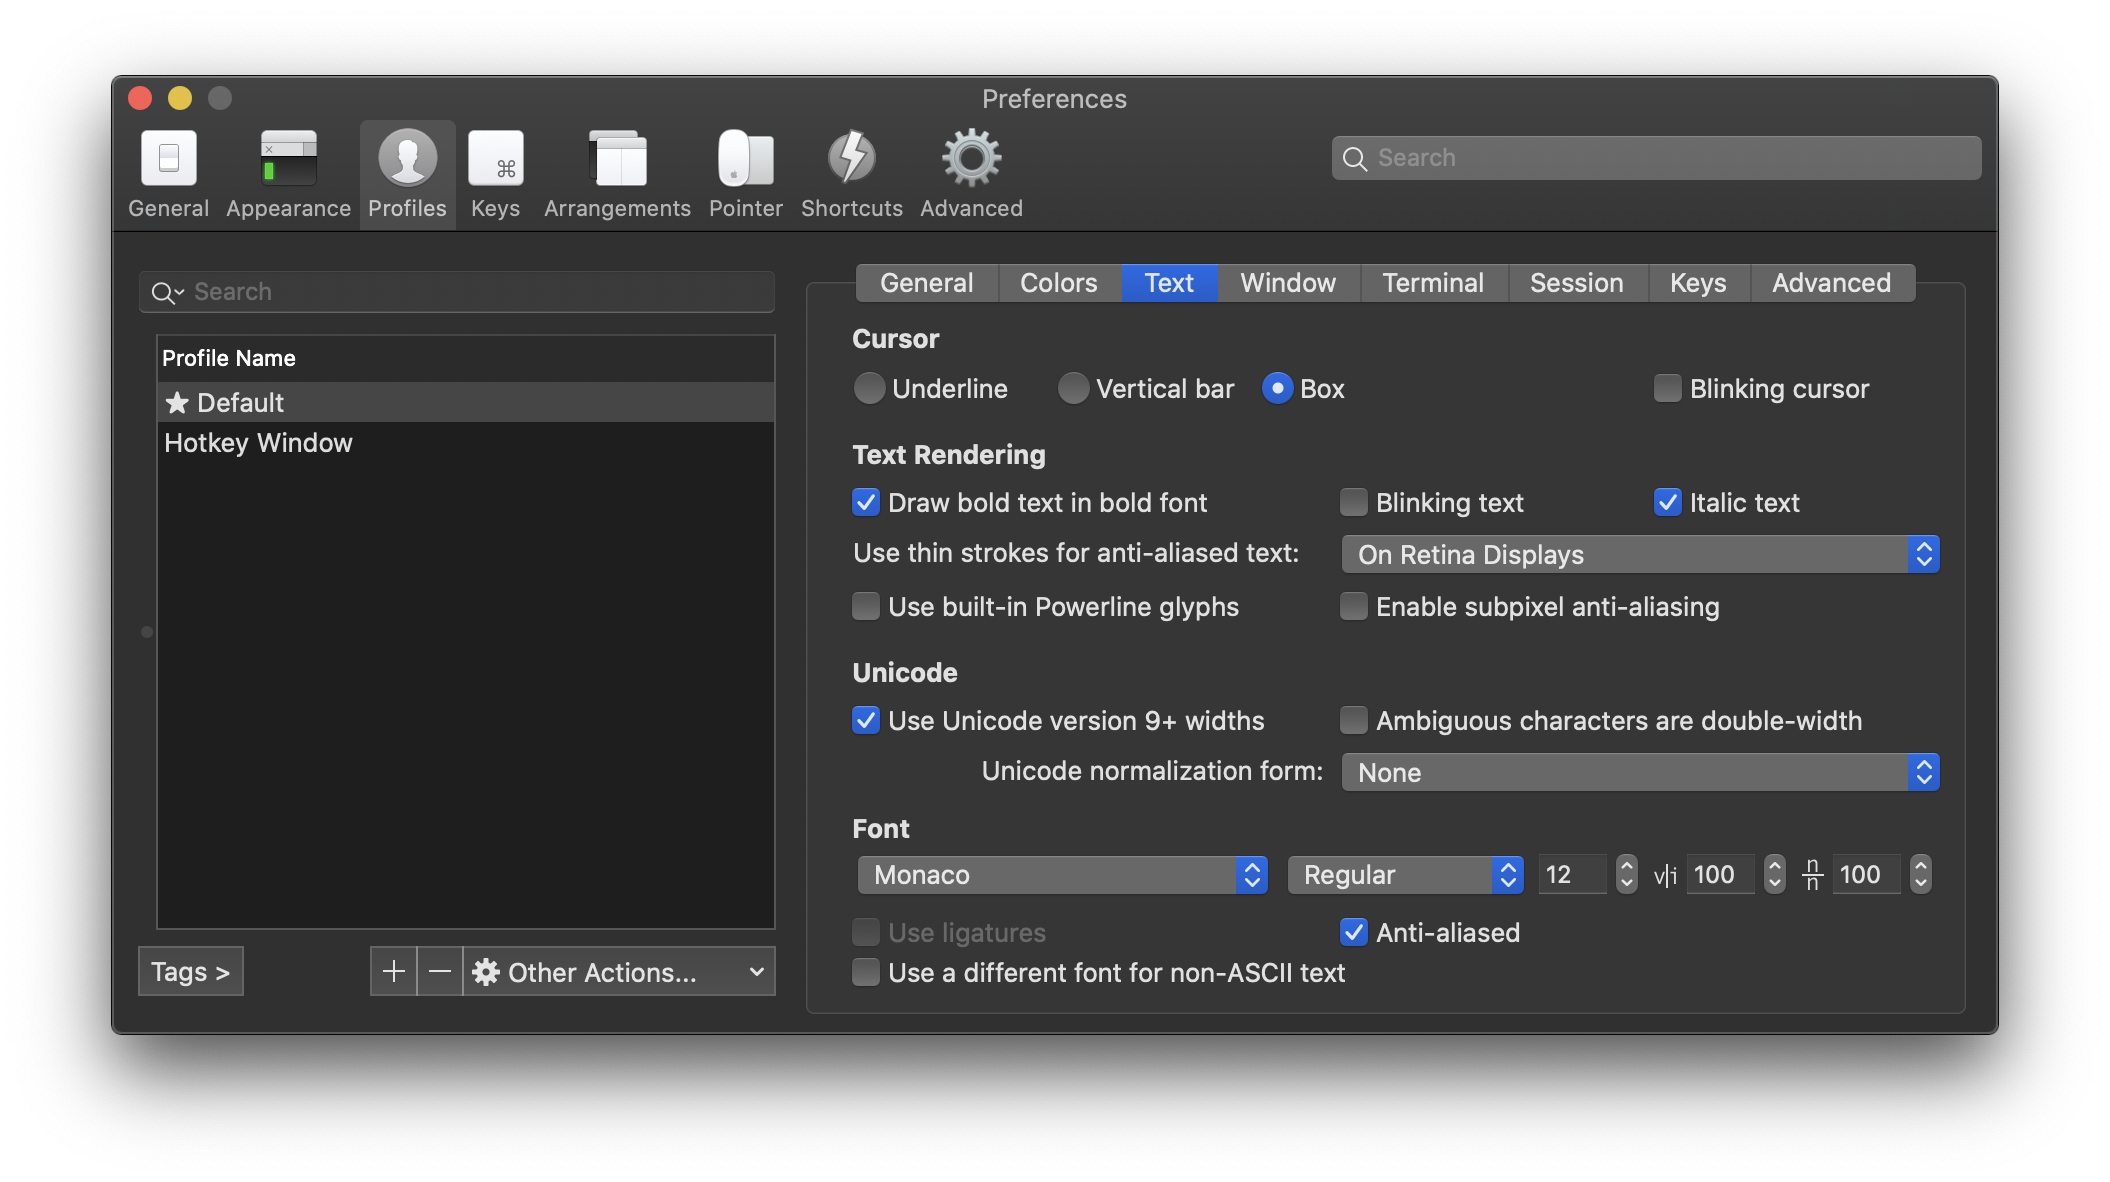 Preferences
General Appearance Profiles Keys Arrangements Pointer Shortcuts Advanced
Search
Search
Profile Name
★ Default
Hotkey Window
Tags >
+ − Other Actions...
General Colors Text Window Terminal Session Keys Advanced
Cursor
Underline Vertical bar Box Blinking cursor
Text Rendering
Draw bold text in bold font Blinking text Italic text
Use thin strokes for anti-aliased text: On Retina Displays
Use built-in Powerline glyphs Enable subpixel anti-aliasing
Unicode
Use Unicode version 9+ widths Ambiguous characters are double-width
Unicode normalization form: None
Font
Monaco Regular 12 v|i 100 n/n 100
Use ligatures Anti-aliased
Use a different font for non-ASCII text